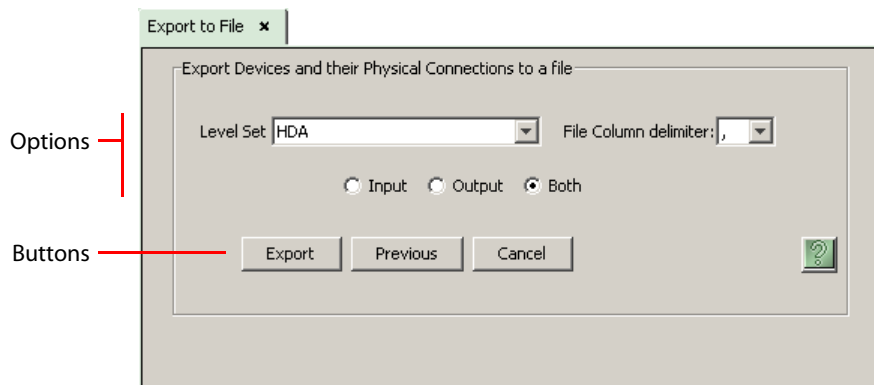 Export to File ×
Export Devices and their Physical Connections to a file
Options
Level Set HDA File Column delimiter: ,
Input Output Both
Buttons
Export Previous Cancel ?